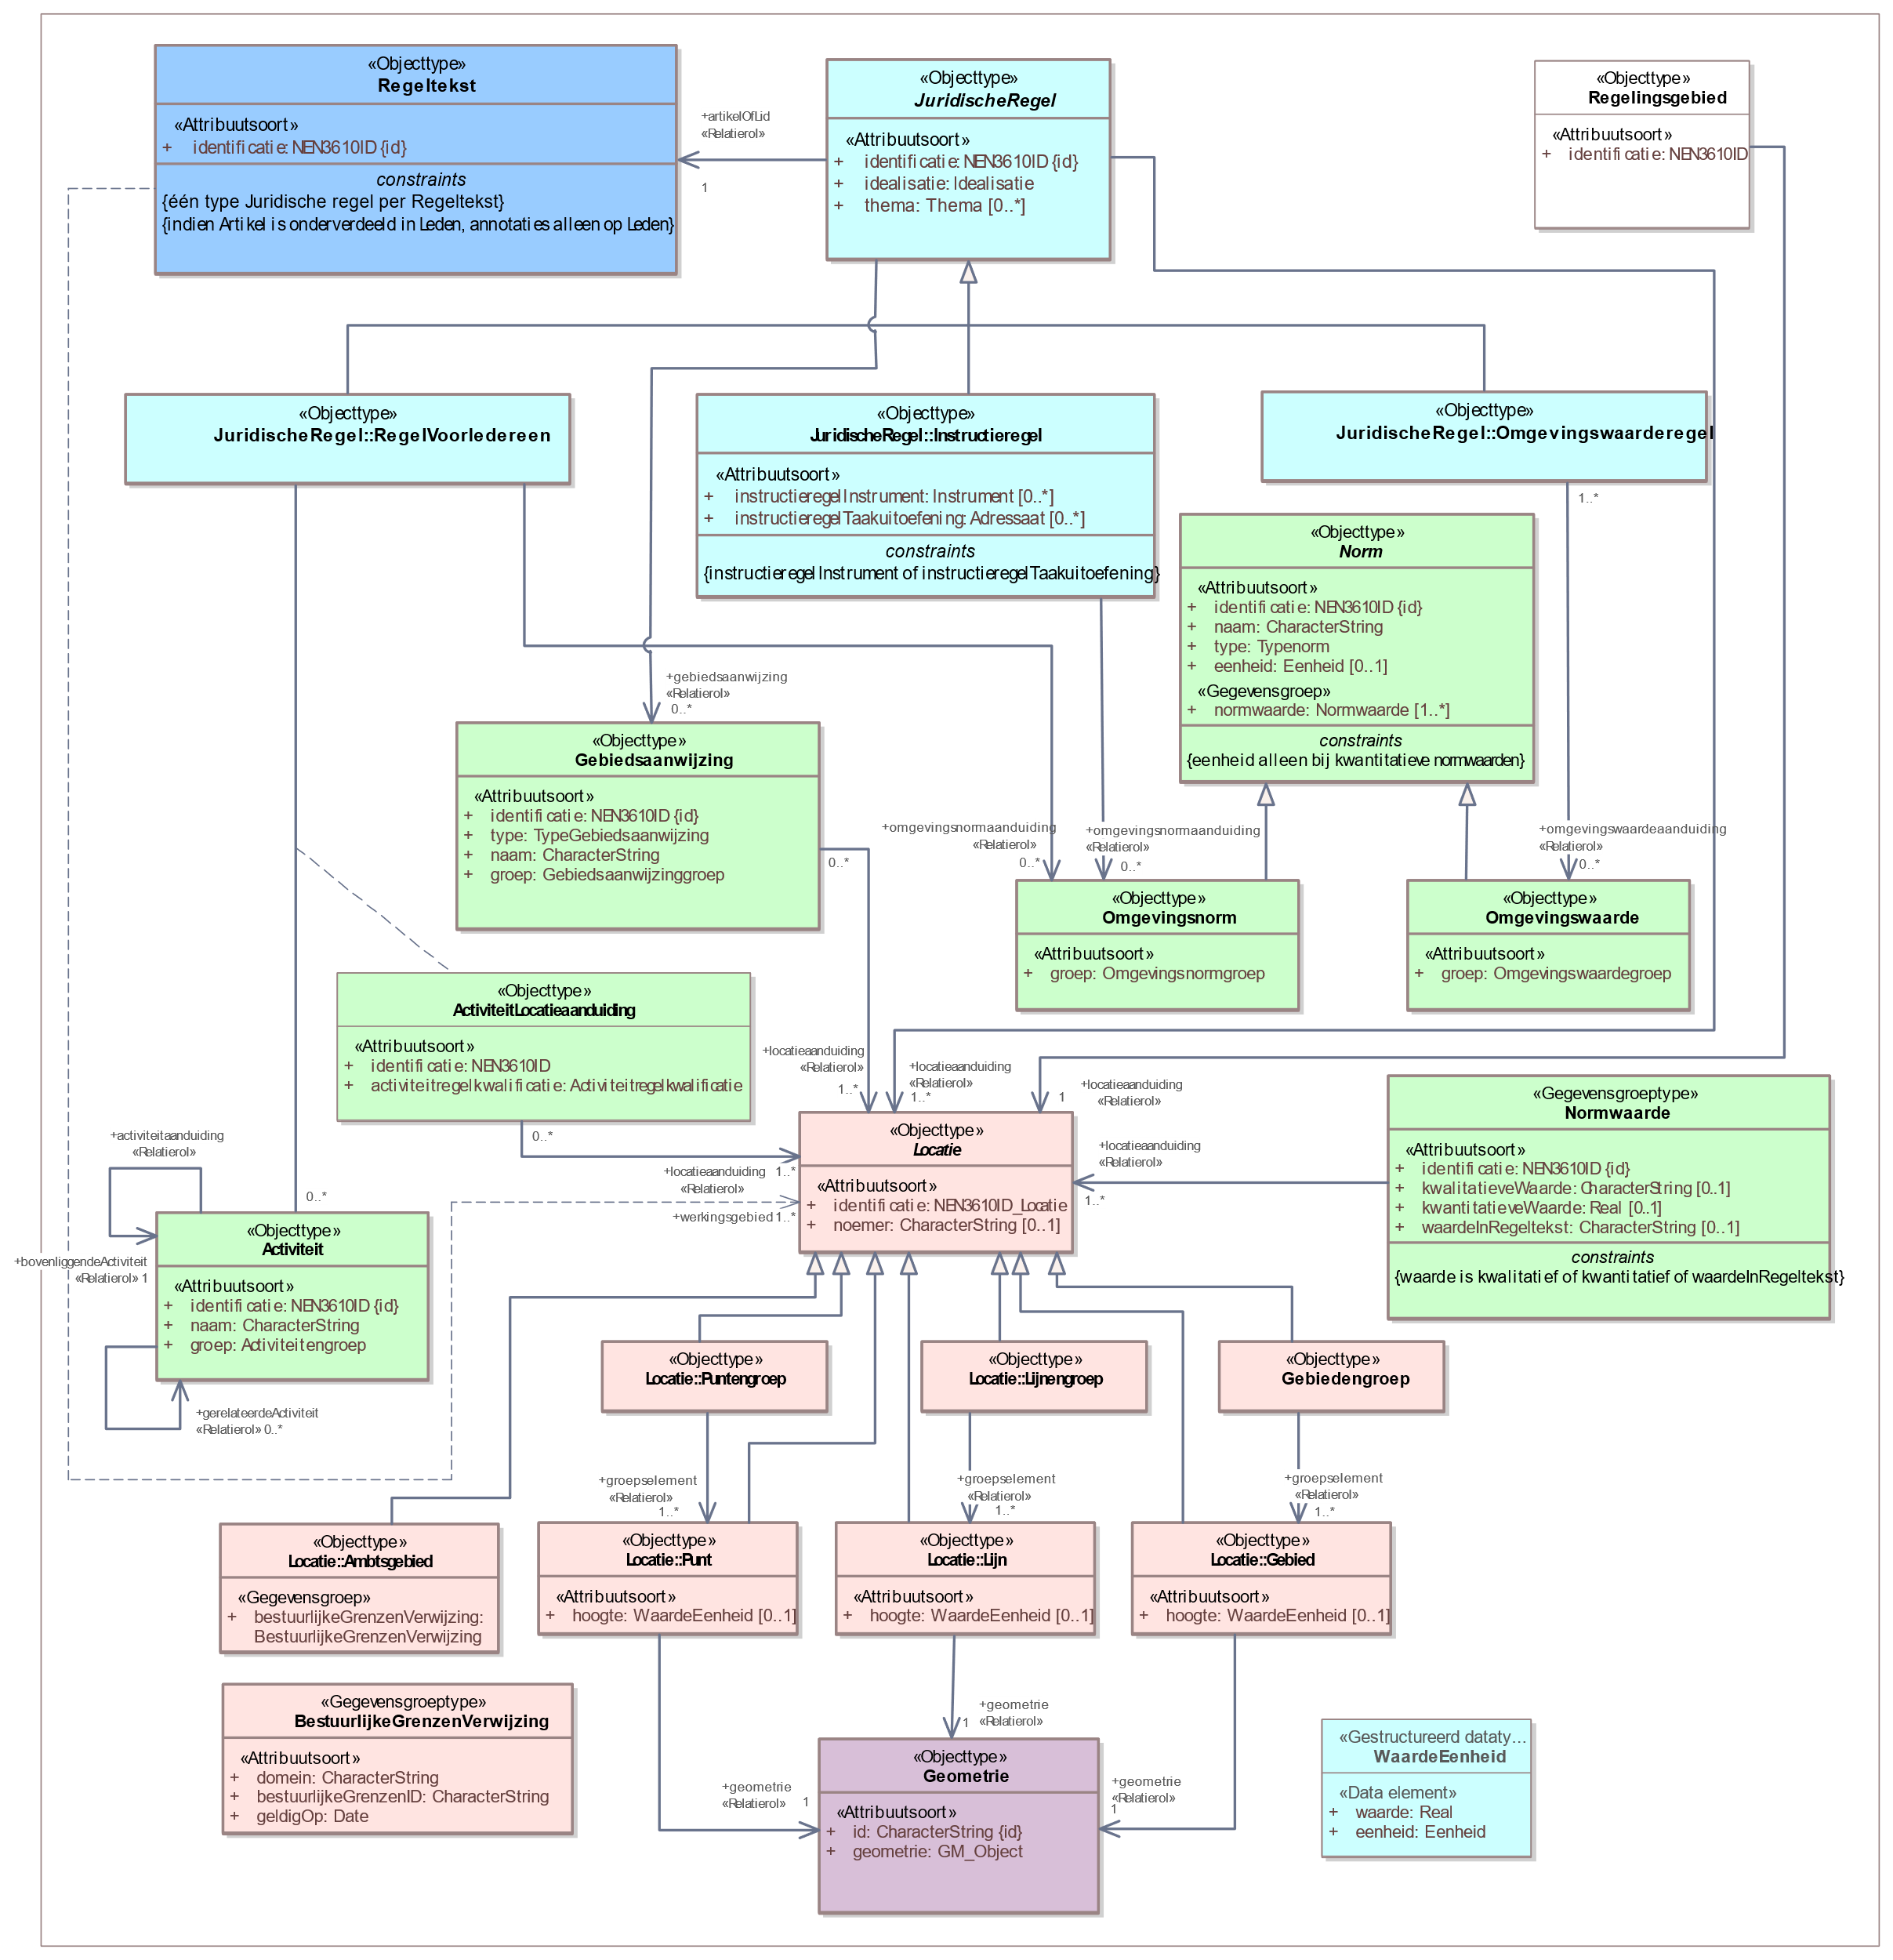 «Objecttype»
Regeltekst
«Attribuutsoort»
+ identificatie: NEN3610ID {id}
constraints
{één type Juridische regel per Regeltekst}
{indien Artikel is onderverdeeld in Leden, annotaties alleen op Leden}
+artikelOfLid
«Relatierol»
1
«Objecttype»
JuridischeRegel
«Attribuutsoort»
+ identificatie: NEN3610ID {id}
+ idealisatie: Idealisatie
+ thema: Thema [0..*]
«Objecttype»
Regelingsgebied
«Attribuutsoort»
+ identificatie: NEN3610ID
«Objecttype»
JuridischeRegel::RegelVoorIedereen
«Objecttype»
JuridischeRegel::Instructieregel
«Attribuutsoort»
+ instructieregelInstrument: Instrument [0..*]
+ instructieregelTaakuitoefening: Adressaat [0..*]
constraints
{instructieregelInstrument of instructieregelTaakuitoefening}
«Objecttype»
JuridischeRegel::Omgevingswaarderegel
1..*
«Objecttype»
Norm
«Attribuutsoort»
+ identificatie: NEN3610ID {id}
+ naam: CharacterString
+ type: Typenorm
+ eenheid: Eenheid [0..1]
«Gegevensgroep»
+ normwaarde: Normwaarde [1..*]
constraints
{eenheid alleen bij kwantitatieve normwaarden}
+gebiedsaanwijzing
«Relatierol»
0..*
«Objecttype»
Gebiedsaanwijzing
«Attribuutsoort»
+ identificatie: NEN3610ID {id}
+ type: TypeGebiedsaanwijzing
+ naam: CharacterString
+ groep: Gebiedsaanwijzinggroep
0..*
+omgevingsnormaanduiding
«Relatierol»
0..*
+omgevingsnormaanduiding
«Relatierol»
0..*
+omgevingswaardeaanduiding
«Relatierol»
0..*
«Objecttype»
Omgevingsnorm
«Attribuutsoort»
+ groep: Omgevingsnormgroep
«Objecttype»
Omgevingswaarde
«Attribuutsoort»
+ groep: Omgevingswaardegroep
«Objecttype»
ActiviteitLocatieaanduiding
«Attribuutsoort»
+ identificatie: NEN3610ID
+ activiteitregelkwalificatie: Activiteitregelkwalificatie
0..*
+locatieaanduiding
«Relatierol»
1..*
+locatieaanduiding
«Relatierol»
1..*
+locatieaanduiding
«Relatierol»
1
+locatieaanduiding
«Relatierol»
1..*
+locatieaanduiding
«Relatierol»
1..*
+werkingsgebied 1..*
«Objecttype»
Locatie
«Attribuutsoort»
+ identificatie: NEN3610ID_Locatie
+ noemer: CharacterString [0..1]
«Gegevensgroeptype»
Normwaarde
«Attribuutsoort»
+ identificatie: NEN3610ID {id}
+ kwalitatieveWaarde: CharacterString [0..1]
+ kwantitatieveWaarde: Real [0..1]
+ waardeInRegeltekst: CharacterString [0..1]
constraints
{waarde is kwalitatief of kwantitatief of waardeInRegeltekst}
+activiteitaanduiding
«Relatierol»
0..*
+bovenliggendeActiviteit
«Relatierol» 1
«Objecttype»
Activiteit
«Attribuutsoort»
+ identificatie: NEN3610ID {id}
+ naam: CharacterString
+ groep: Activiteitengroep
+gerelateerdeActiviteit
«Relatierol» 0..*
«Objecttype»
Locatie::Puntengroep
«Objecttype»
Locatie::Lijnengroep
«Objecttype»
Gebiedengroep
+groepselement
«Relatierol»
1..*
+groepselement
«Relatierol»
1..*
+groepselement
«Relatierol»
1..*
«Objecttype»
Locatie::Ambtsgebied
«Gegevensgroep»
+ bestuurlijkeGrenzenVerwijzing:
BestuurlijkeGrenzenVerwijzing
«Objecttype»
Locatie::Punt
«Attribuutsoort»
+ hoogte: WaardeEenheid [0..1]
«Objecttype»
Locatie::Lijn
«Attribuutsoort»
+ hoogte: WaardeEenheid [0..1]
«Objecttype»
Locatie::Gebied
«Attribuutsoort»
+ hoogte: WaardeEenheid [0..1]
«Gegevensgroeptype»
BestuurlijkeGrenzenVerwijzing
«Attribuutsoort»
+ domein: CharacterString
+ bestuurlijkeGrenzenID: CharacterString
+ geldigOp: Date
+geometrie
«Relatierol»
1
+geometrie
«Relatierol»
1
+geometrie
«Relatierol»
1
«Objecttype»
Geometrie
«Attribuutsoort»
+ id: CharacterString {id}
+ geometrie: GM_Object
«Gestructureerd dataty...
WaardeEenheid
«Data element»
+ waarde: Real
+ eenheid: Eenheid